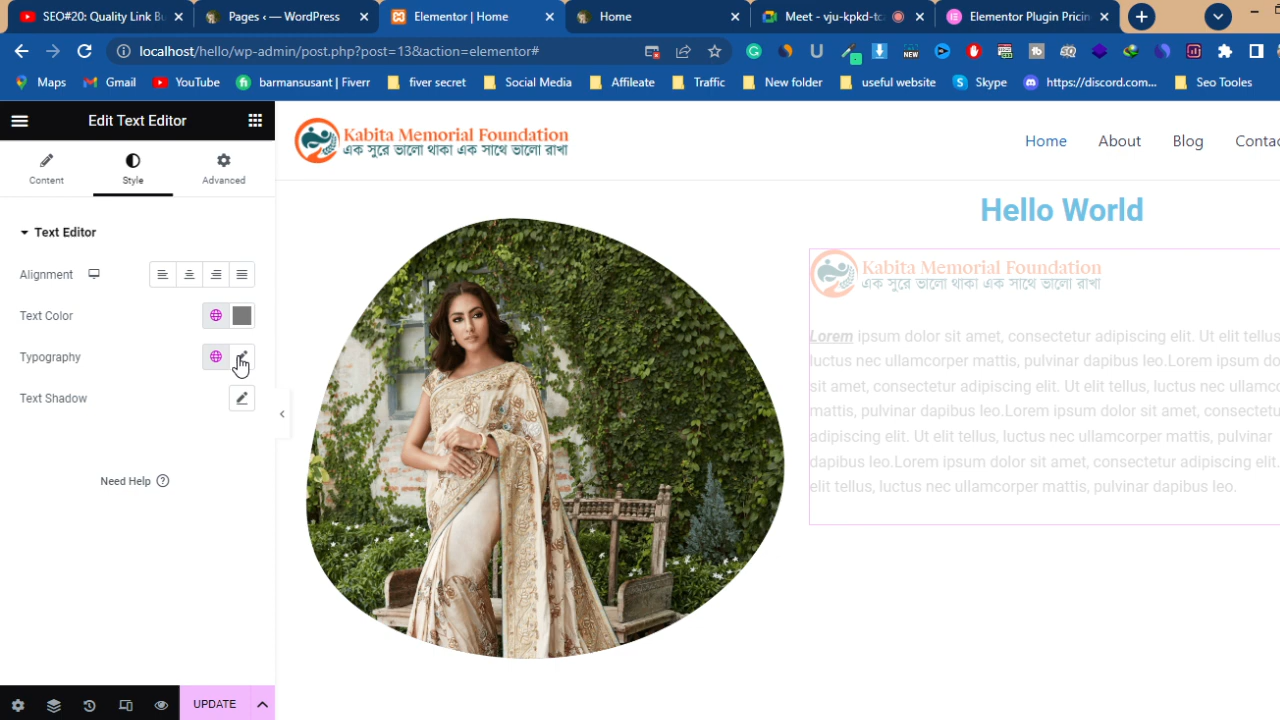 SEO#20: Quality Link Bu
Pages ‹ — WordPress
Elementor | Home
Home
Meet - vju-kpkd-tc
Elementor Plugin Pricin
localhost/hello/wp-admin/post.php?post=13&action=elementor#
NEW
Maps
Gmail
YouTube
barmansusant | Fiverr
fiver secret
Social Media
Affileate
Traffic
New folder
useful website
Skype
https://discord.com...
Seo Tooles
Edit Text Editor
Content
Style
Advanced
Text Editor
Alignment
Text Color
Typography
Text Shadow
Need Help
UPDATE
Kabita Memorial Foundation
এক সুরে ভালো থাকা এক সাথে ভালো রাখা
Home About Blog Contac
Hello World
Kabita Memorial Foundation
এক সুরে ভালো থাকা এক সাথে ভালো রাখা
Lorem ipsum dolor sit amet, consectetur adipiscing elit. Ut elit tellus
luctus nec ullamcorper mattis, pulvinar dapibus leo.Lorem ipsum do
sit amet, consectetur adipiscing elit. Ut elit tellus, luctus nec ullamco
mattis, pulvinar dapibus leo.Lorem ipsum dolor sit amet, consectetu
adipiscing elit. Ut elit tellus, luctus nec ullamcorper mattis, pulvinar
dapibus leo.Lorem ipsum dolor sit amet, consectetur adipiscing elit.
elit tellus, luctus nec ullamcorper mattis, pulvinar dapibus leo.